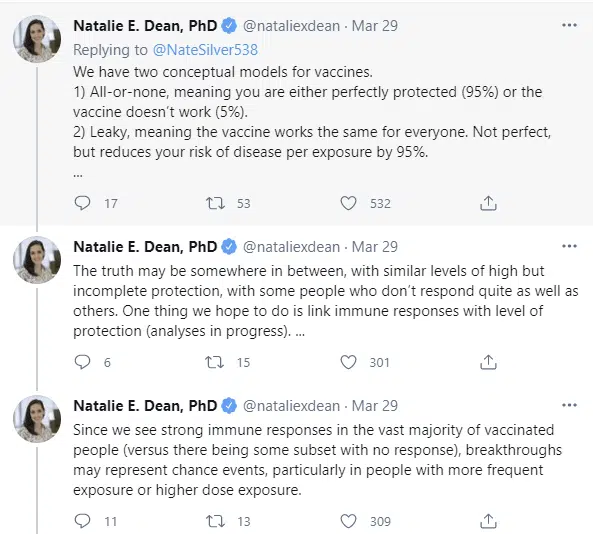 Natalie E. Dean, PhD @nataliexdean · Mar 29
Replying to @NateSilver538
We have two conceptual models for vaccines.
1) All-or-none, meaning you are either perfectly protected (95%) or the
vaccine doesn't work (5%).
2) Leaky, meaning the vaccine works the same for everyone. Not perfect,
but reduces your risk of disease per exposure by 95%.
...
17 53 532
Natalie E. Dean, PhD @nataliexdean · Mar 29
The truth may be somewhere in between, with similar levels of high but
incomplete protection, with some people who don't respond quite as well as
others. One thing we hope to do is link immune responses with level of
protection (analyses in progress). ...
6 15 301
Natalie E. Dean, PhD @nataliexdean · Mar 29
Since we see strong immune responses in the vast majority of vaccinated
people (versus there being some subset with no response), breakthroughs
may represent chance events, particularly in people with more frequent
exposure or higher dose exposure.
11 13 309